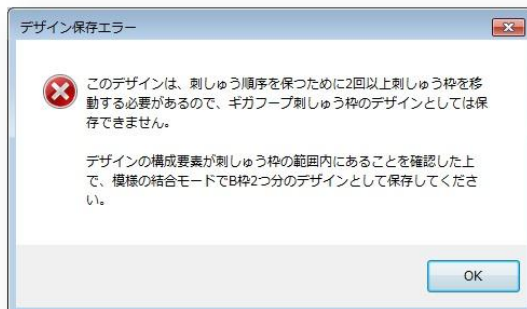 デザイン保存エラー
このデザインは、刺しゅう順序を保つために2回以上刺しゅう枠を移
動する必要があるので、ギガフープ刺しゅう枠のデザインとしては保
存できません。
デザインの構成要素が刺しゅう枠の範囲内にあることを確認した上
で、模様の結合モードでB枠2つ分のデザインとして保存してくださ
い。
OK